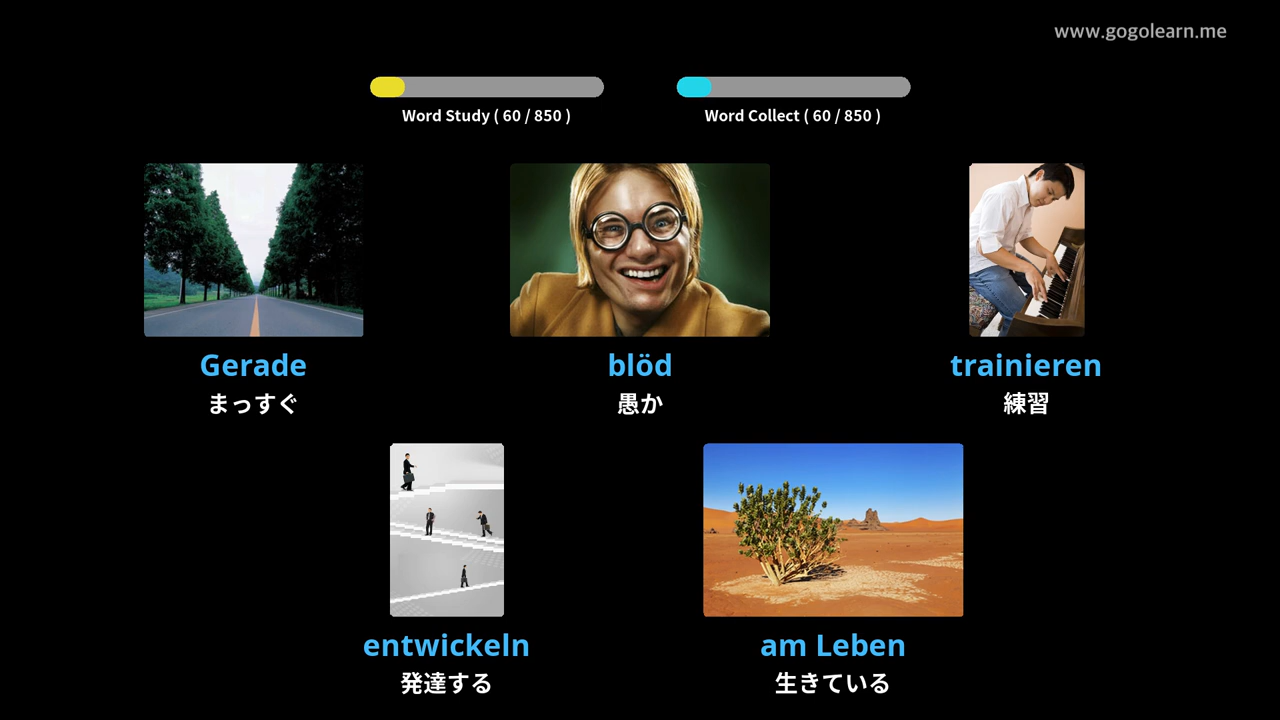 www.gogolearn.me
Word Study ( 60 / 850 )
Word Collect ( 60 / 850 )
Gerade
まっすぐ
blöd
愚か
trainieren
練習
entwickeln
発達する
am Leben
生きている